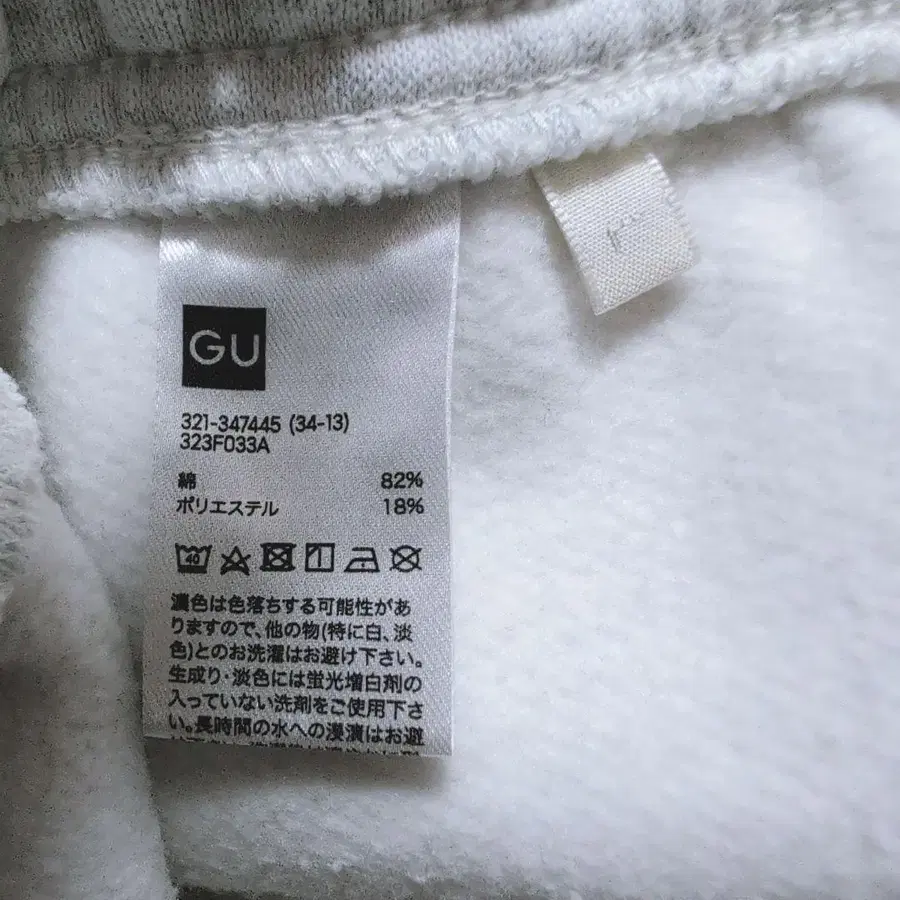 GU
321-347445 (34-13)
323F033A
綿 82%
ポリエステル 18%
40
濃色は色落ちする可能性があ
りますので、他の物(特に白、淡
色)とのお洗濯はお避け下さい。
生成り・淡色には蛍光増白剤の
入っていない洗剤をご使用下さ
い。長時間の水への浸漬はお避